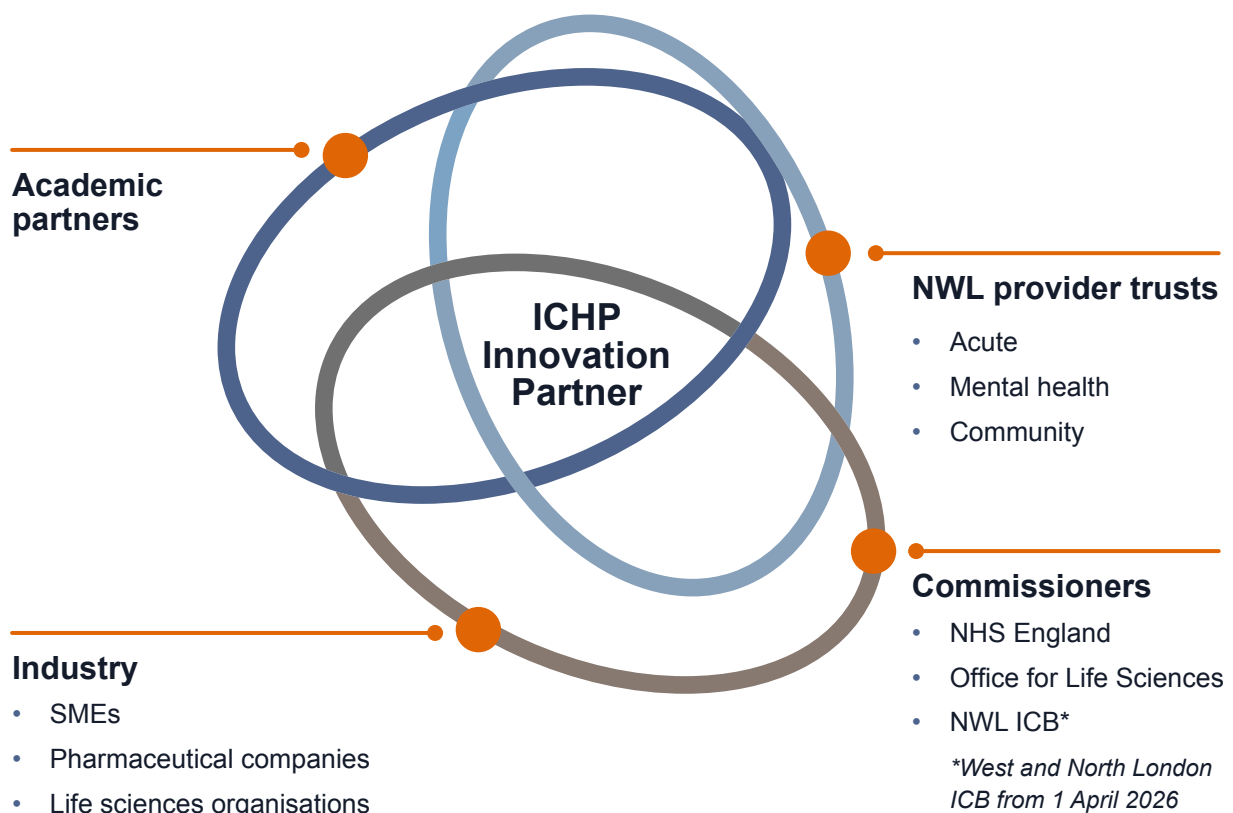 Academic
partners
ICHP
Innovation
Partner
NWL provider trusts
• Acute
• Mental health
• Community
Commissioners
• NHS England
• Office for Life Sciences
• NWL ICB*
*West and North London
ICB from 1 April 2026
Industry
• SMEs
• Pharmaceutical companies
• Life sciences organisations